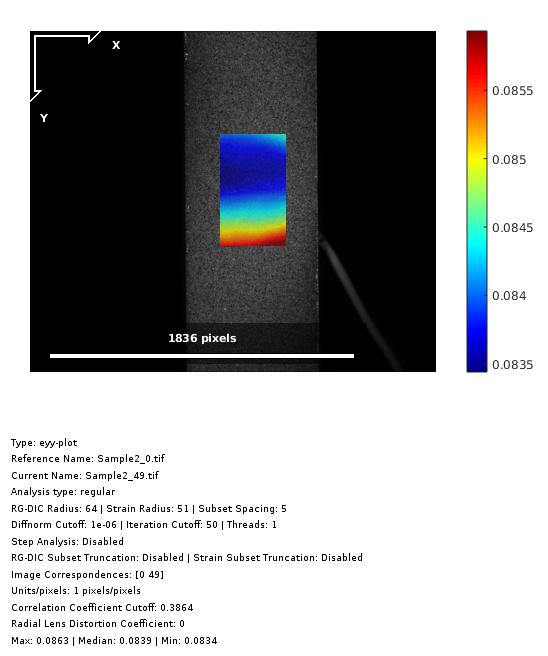 X
Y
0.0855
0.085
0.0845
0.084
0.0835
1836 pixels
Type: eyy-plot
Reference Name: Sample2_0.tif
Current Name: Sample2_49.tif
Analysis type: regular
RG-DIC Radius: 64 | Strain Radius: 51 | Subset Spacing: 5
Diffnorm Cutoff: 1e-06 | Iteration Cutoff: 50 | Threads: 1
Step Analysis: Disabled
RG-DIC Subset Truncation: Disabled | Strain Subset Truncation: Disabled
Image Correspondences: [0 49]
Units/pixels: 1 pixels/pixels
Correlation Coefficient Cutoff: 0.3864
Radial Lens Distortion Coefficient: 0
Max: 0.0863 | Median: 0.0839 | Min: 0.0834